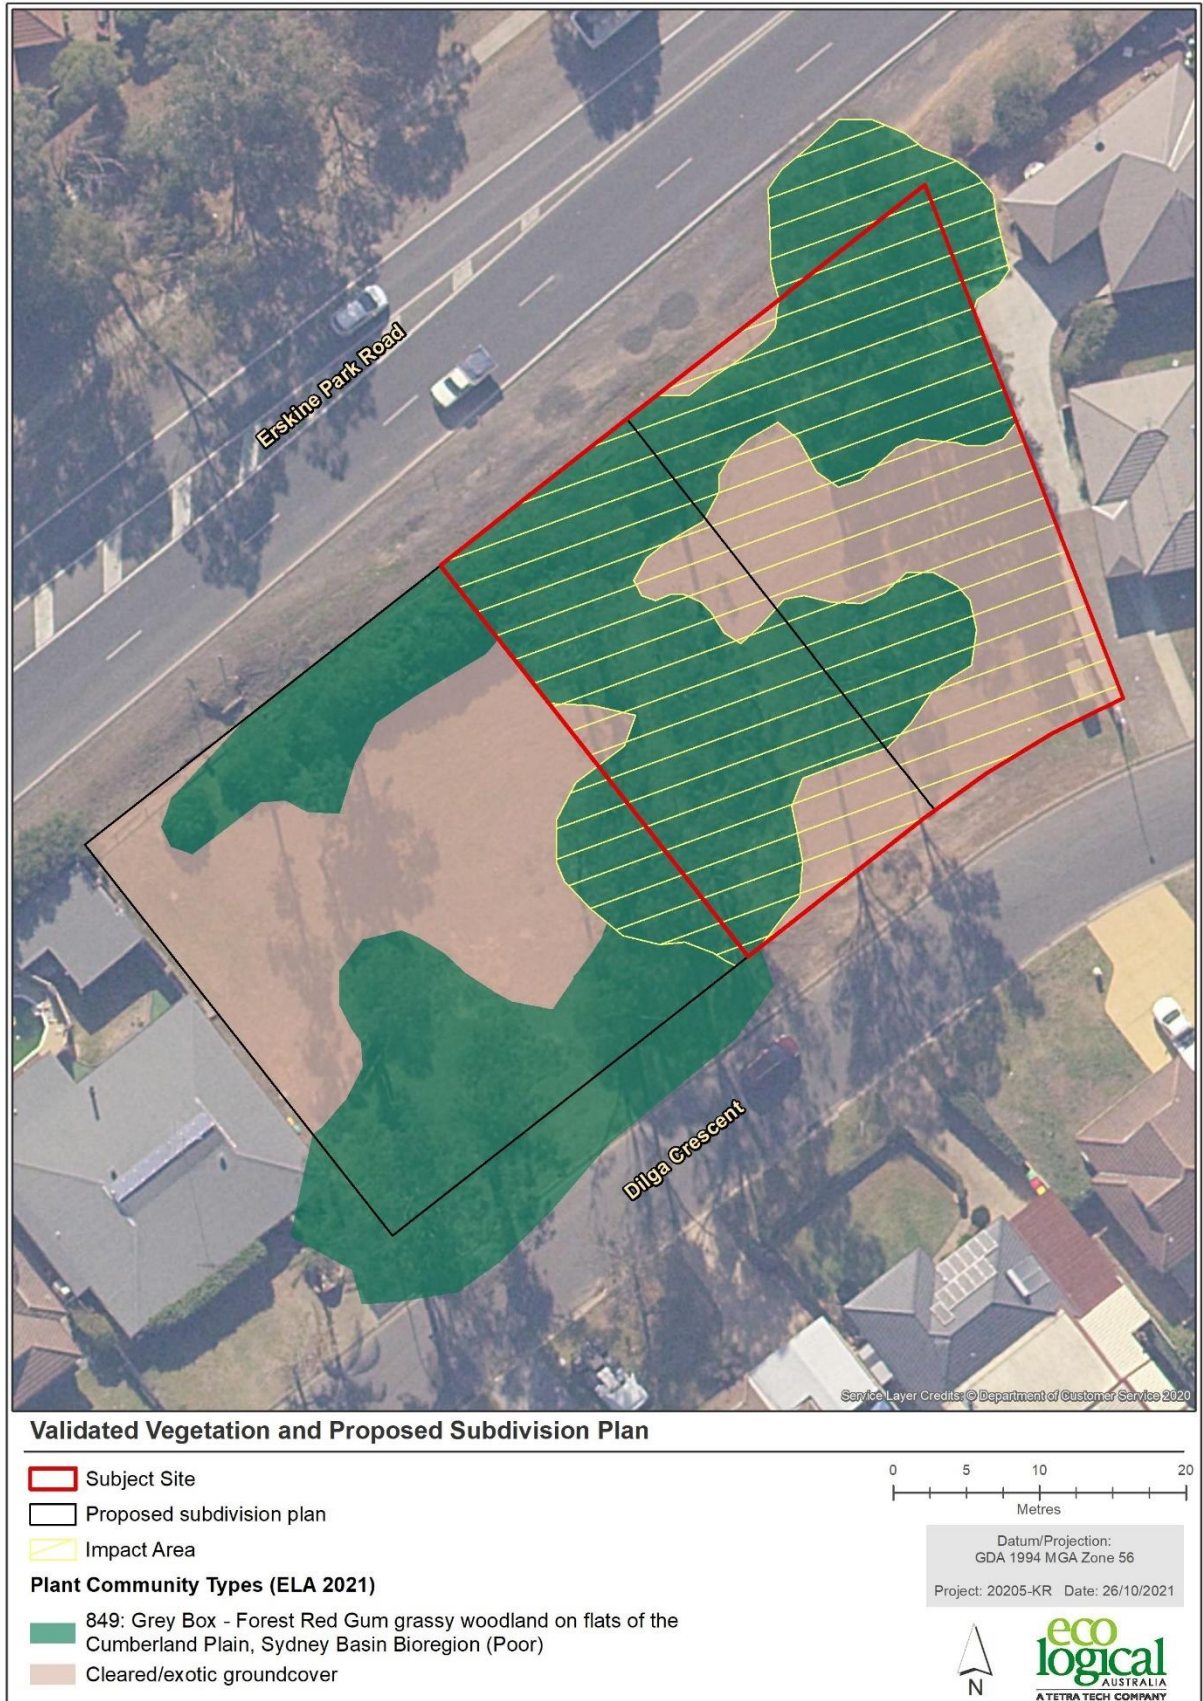 Erskine Park Road
Dilga Crescent
Service Layer Credits: © Department of Customer Service 2020
Validated Vegetation and Proposed Subdivision Plan
Subject Site
Proposed subdivision plan
Impact Area
Plant Community Types (ELA 2021)
849: Grey Box - Forest Red Gum grassy woodland on flats of the
Cumberland Plain, Sydney Basin Bioregion (Poor)
Cleared/exotic groundcover
0 5 10 20
Metres
Datum/Projection:
GDA 1994 MGA Zone 56
Project: 20205-KR Date: 26/10/2021
N
eco
logical
AUSTRALIA
A TETRA TECH COMPANY